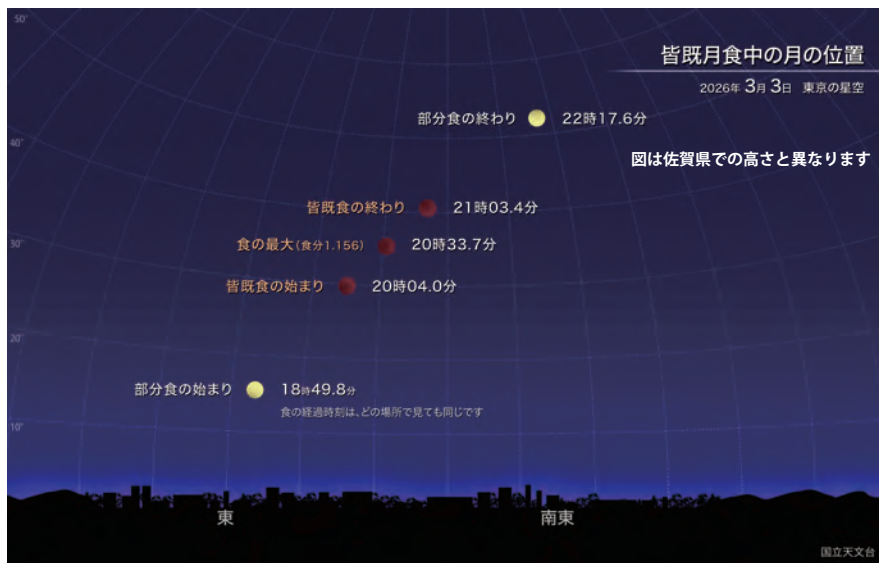 50°
皆既月食中の月の位置
2026年 3月 3日 東京の星空
部分食の終わり 22時17.6分
40°
図は佐賀県での高さと異なります
皆既食の終わり 21時03.4分
30°
食の最大(食分1.156) 20時33.7分
皆既食の始まり 20時04.0分
20°
部分食の始まり 18時49.8分
食の経過時刻は、どの場所で見ても同じです
10°
東 南東
国立天文台